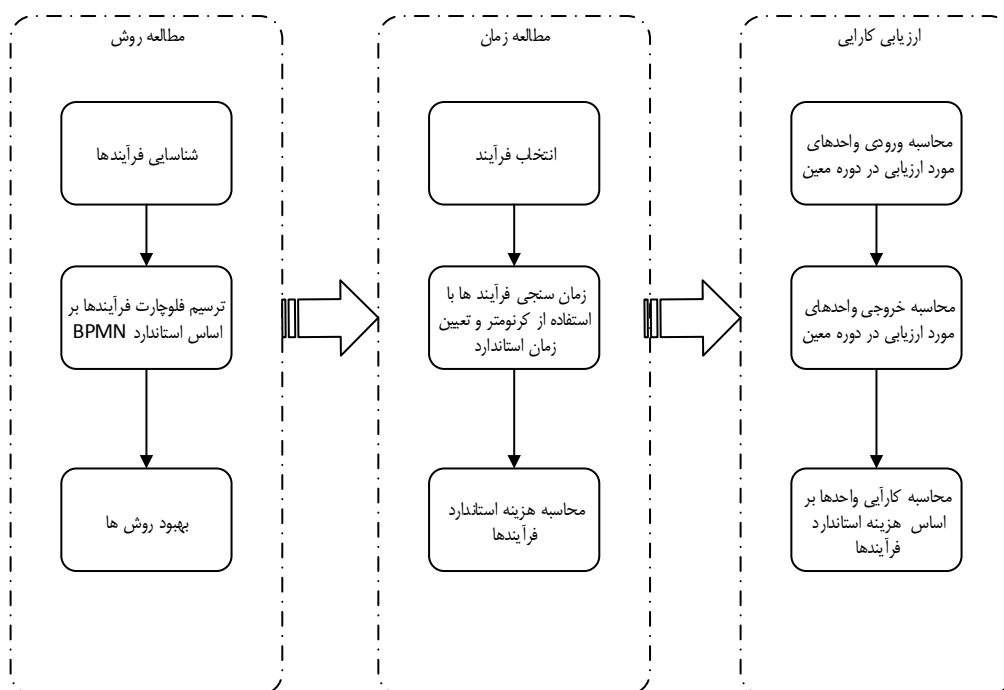 مطالعه روش
شناسایی فرآیندها
ترسیم فلوچارت فرآیندها بر
اساس استاندارد BPMN
بهبود روش ها
مطالعه زمان
انتخاب فرآیند
زمان سنجی فرآیند ها با
استفاده از کرنومتر و تعیین
زمان استاندارد
محاسبه هزینه استاندارد
فرآیندها
ارزیابی کارایی
محاسبه ورودی واحدهای
مورد ارزیابی در دوره معین
محاسبه خروجی واحدهای
مورد ارزیابی در دوره معین
محاسبه کارآیی واحدها بر
اساس هزینه استاندارد
فرآیندها